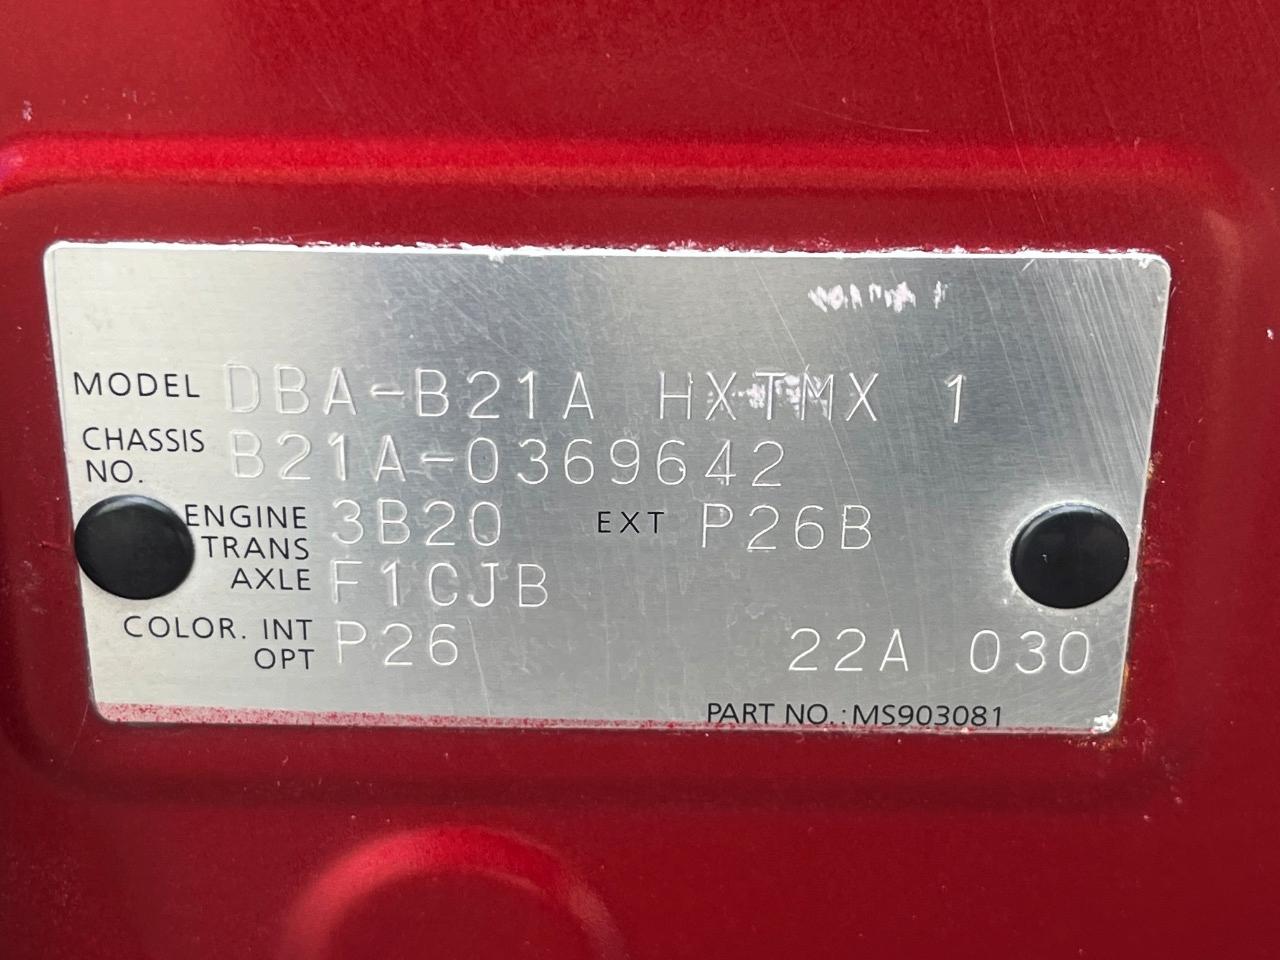 MODEL DBA-B21A HXTMX 1
CHASSIS NO. B21A-0369642
ENGINE 3B20 EXT P26B
TRANS AXLE F1CJB
COLOR. INT OPT P26 22A 030
PART NO.: MS903081